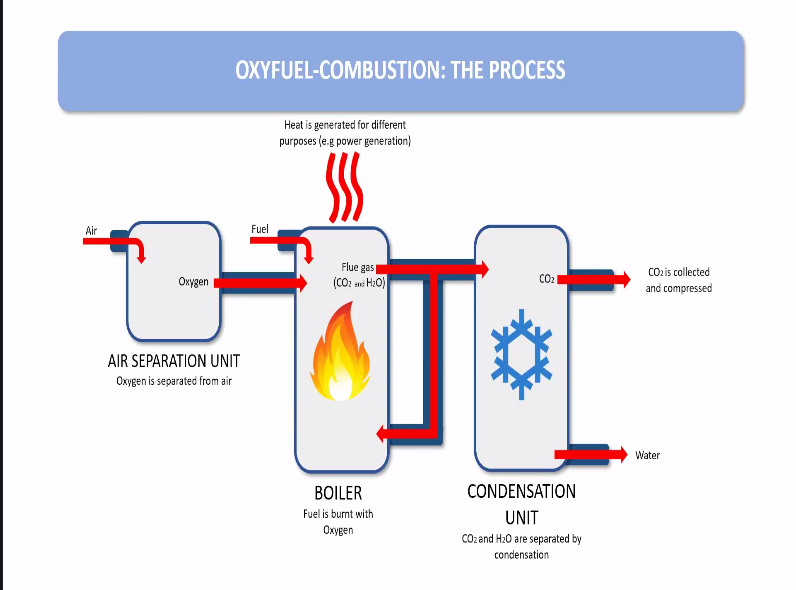 OXYFUEL-COMBUSTION: THE PROCESS
Heat is generated for different
purposes (e.g power generation)
Air
Fuel
Oxygen
Flue gas
(CO2 and H2O)
CO2
CO2 is collected
and compressed
AIR SEPARATION UNIT
Oxygen is separated from air
Water
BOILER
Fuel is burnt with
Oxygen
CONDENSATION
UNIT
CO2 and H2O are separated by
condensation